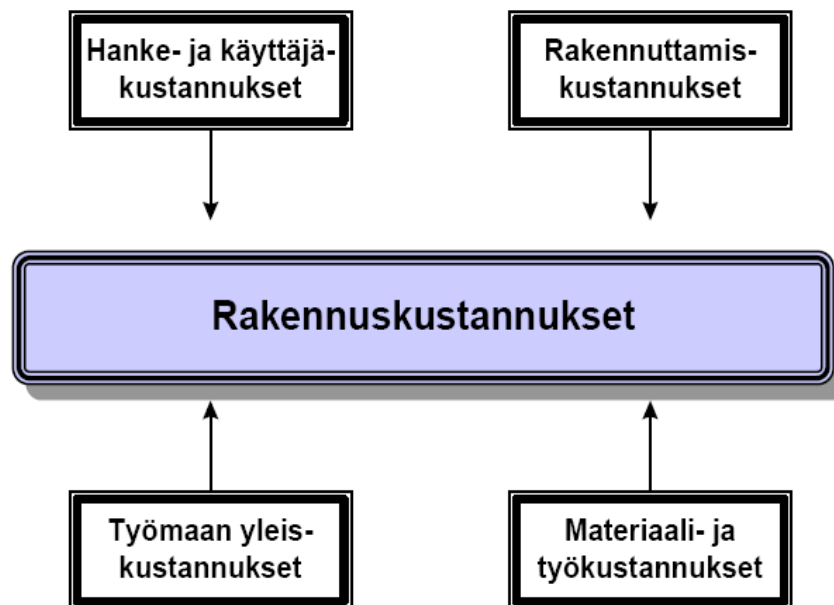 Hanke- ja käyttäjä-
kustannukset
Rakennuttamis-
kustannukset
Rakennuskustannukset
Työmaan yleis-
kustannukset
Materiaali- ja
työkustannukset